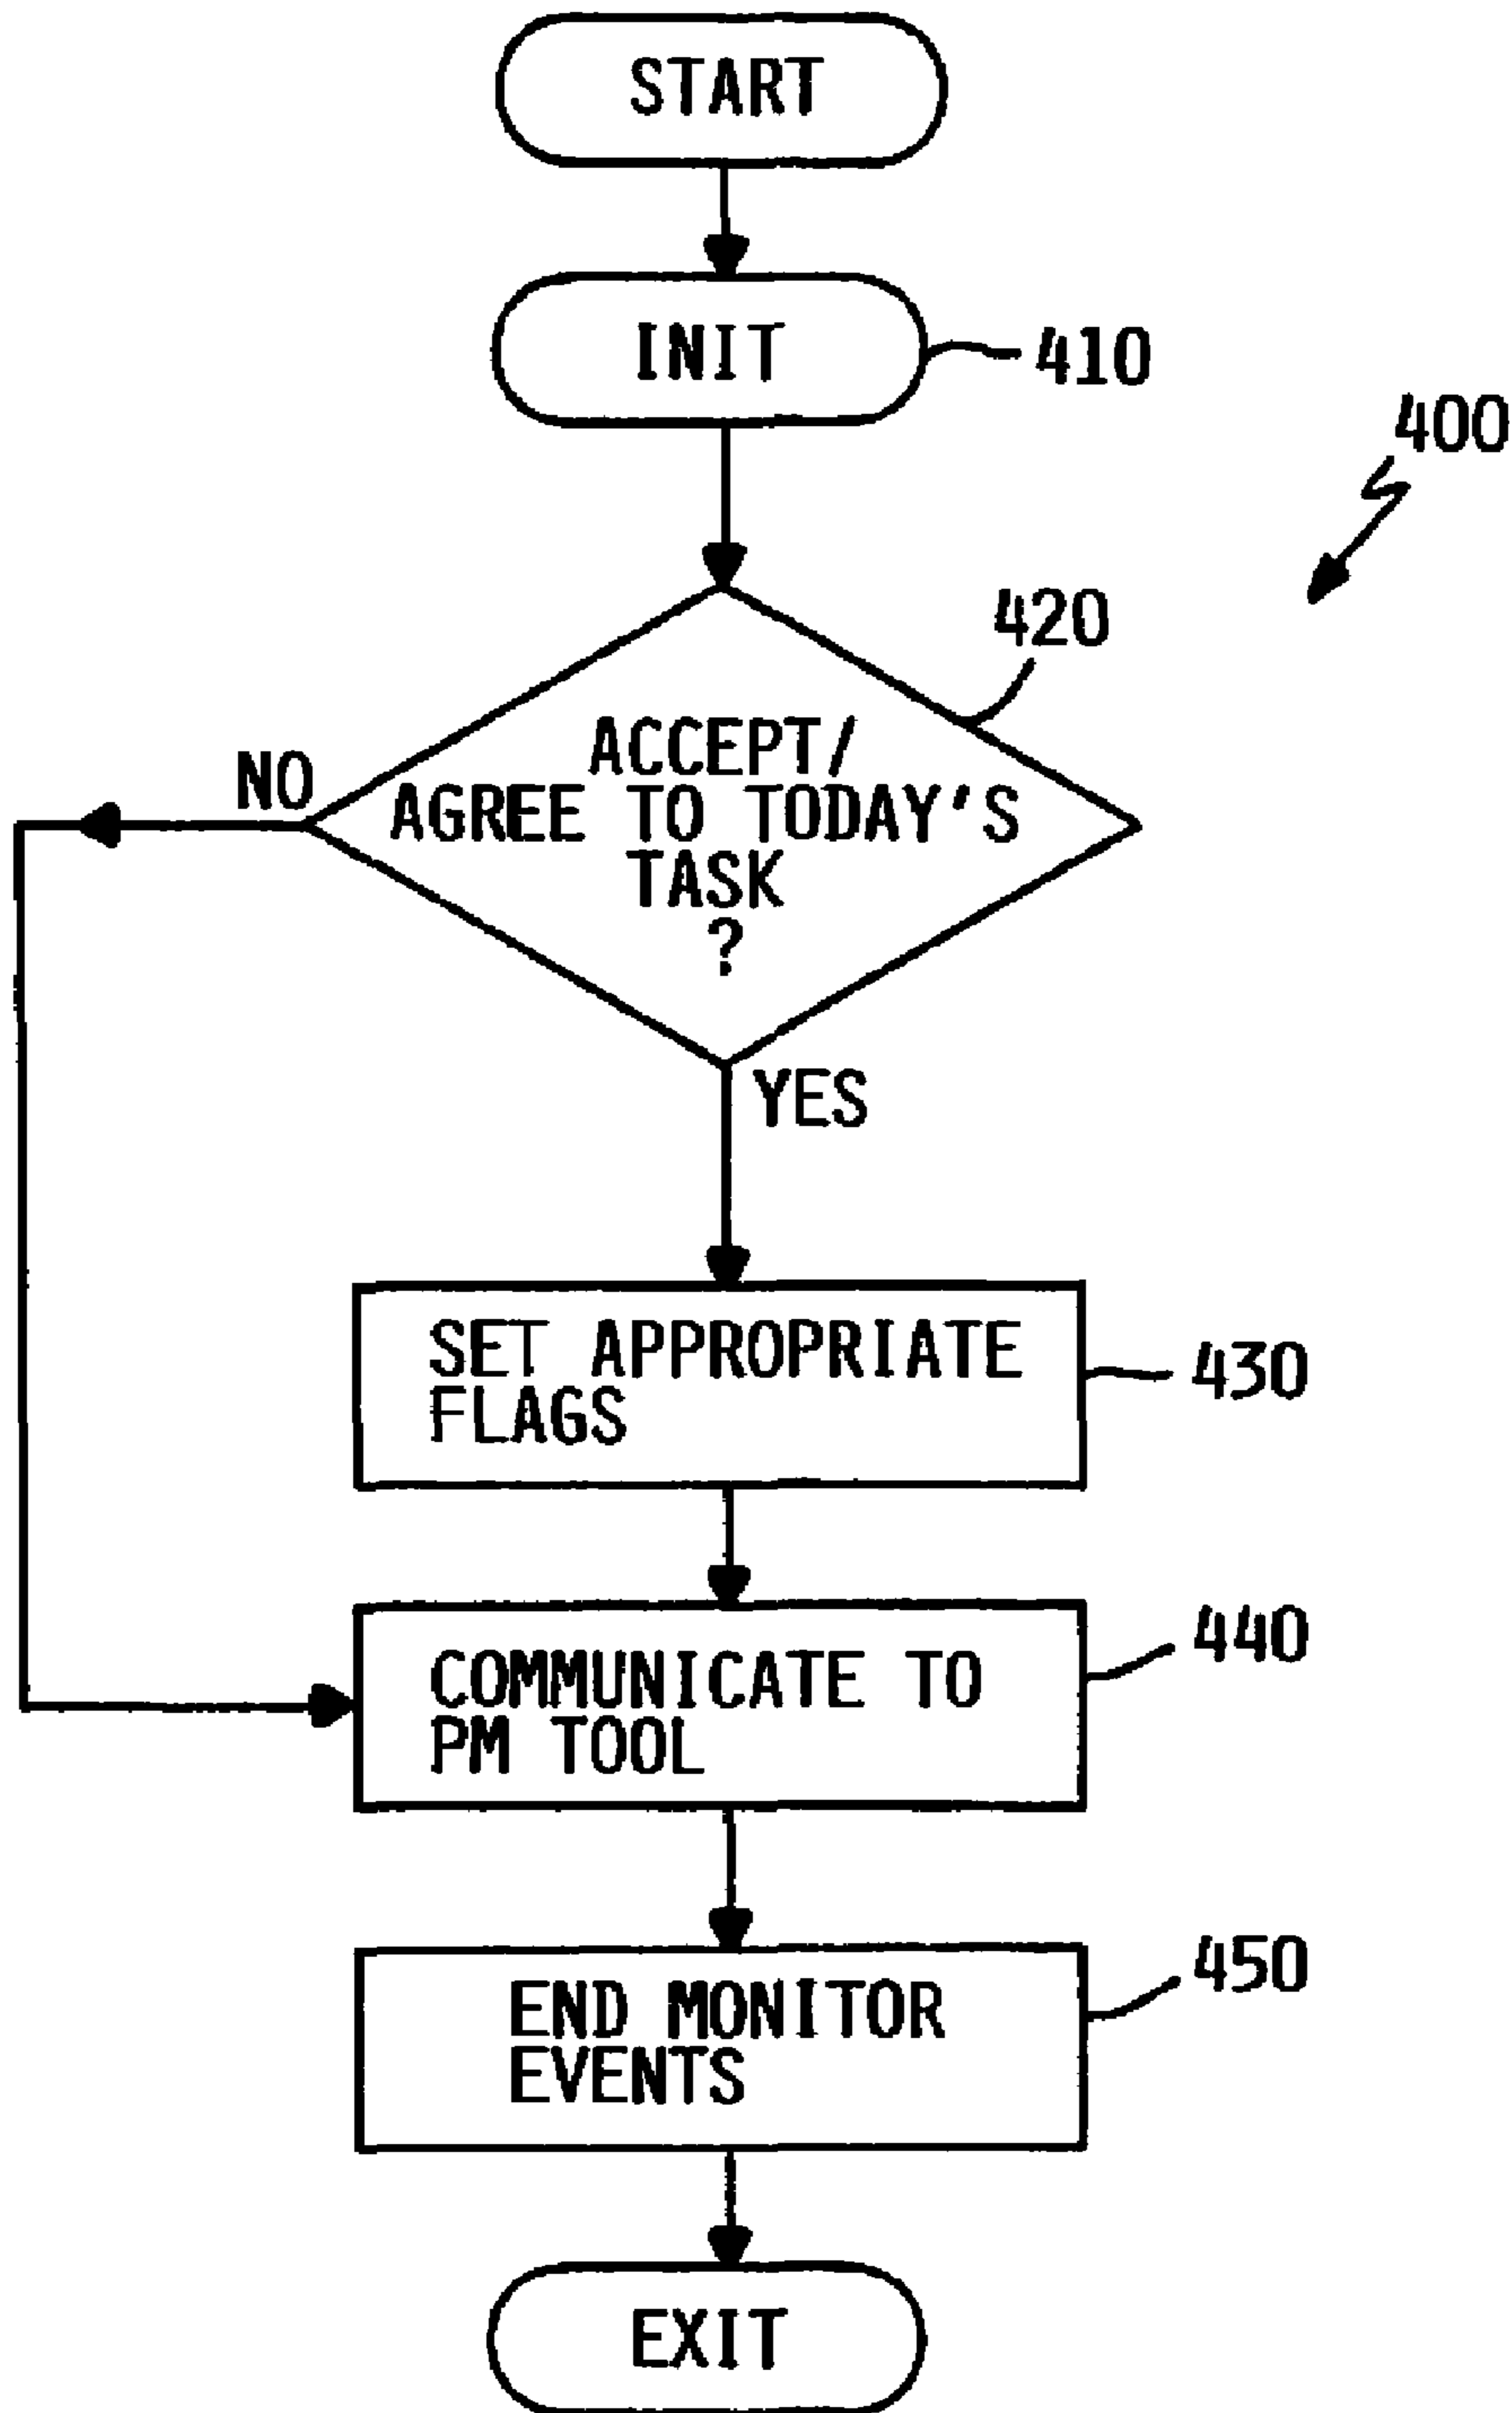 START
INIT
410
400
420
ACCEPT/
AGREE TO TODAY'S
TASK
?
NO
YES
SET APPROPRIATE
FLAGS
430
COMMUNICATE TO
PM TOOL
440
END MONITOR
EVENTS
450
EXIT